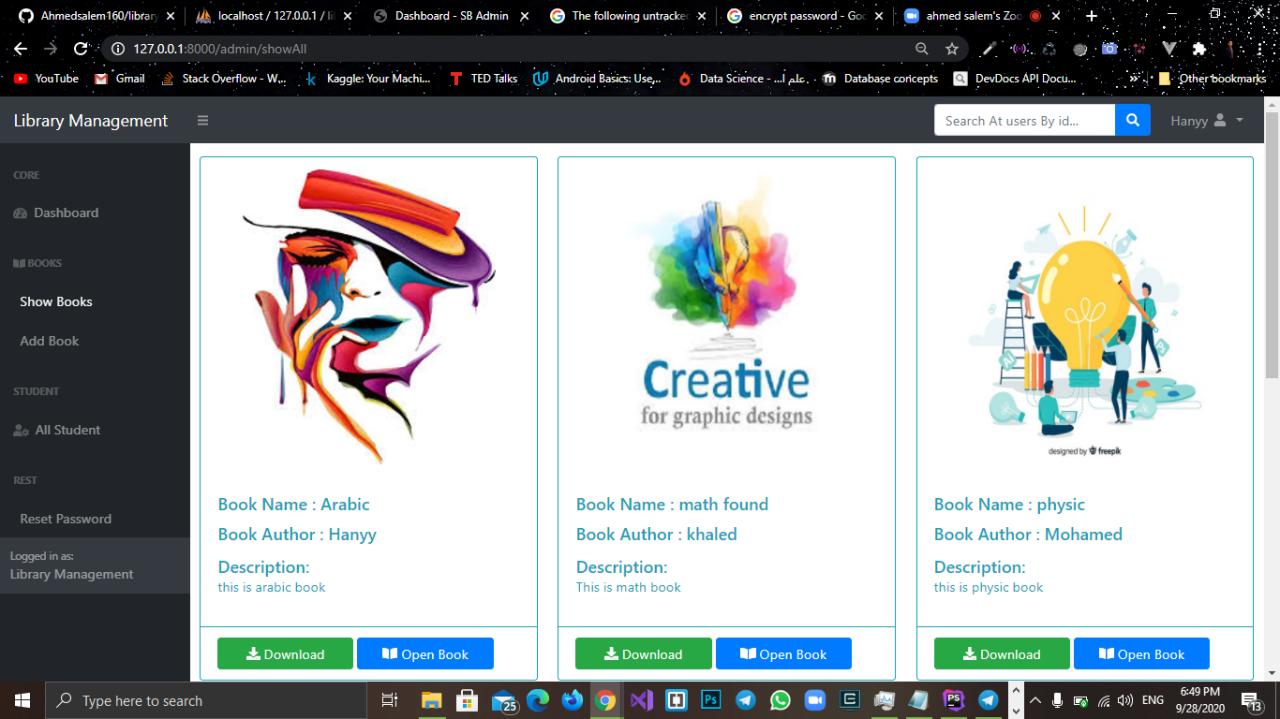 Ahmedsalem160/library
localhost / 127.0.0.1 / li
Dashboard - SB Admin
The following untracke
encrypt password - Goo
ahmed salem's Zoo
127.0.0.1:8000/admin/showAll
YouTube
Gmail
Stack Overflow - W...
Kaggle: Your Machi...
TED Talks
Android Basics: Use...
Data Science - ... علم ا...
Database concepts
DevDocs API Docu...
Other bookmarks
Library Management
Search At users By id...
Hanyy
CORE
Dashboard
BOOKS
Show Books
Add Book
STUDENT
All Student
REST
Reset Password
Logged in as:
Library Management
Book Name : Arabic
Book Author : Hanyy
Description:
this is arabic book
Download
Open Book
Creative
for graphic designs
Book Name : math found
Book Author : khaled
Description:
This is math book
Download
Open Book
designed by freepik
Book Name : physic
Book Author : Mohamed
Description:
this is physic book
Download
Open Book
Type here to search
25
Ps
ENG
6:49 PM
9/28/2020
13